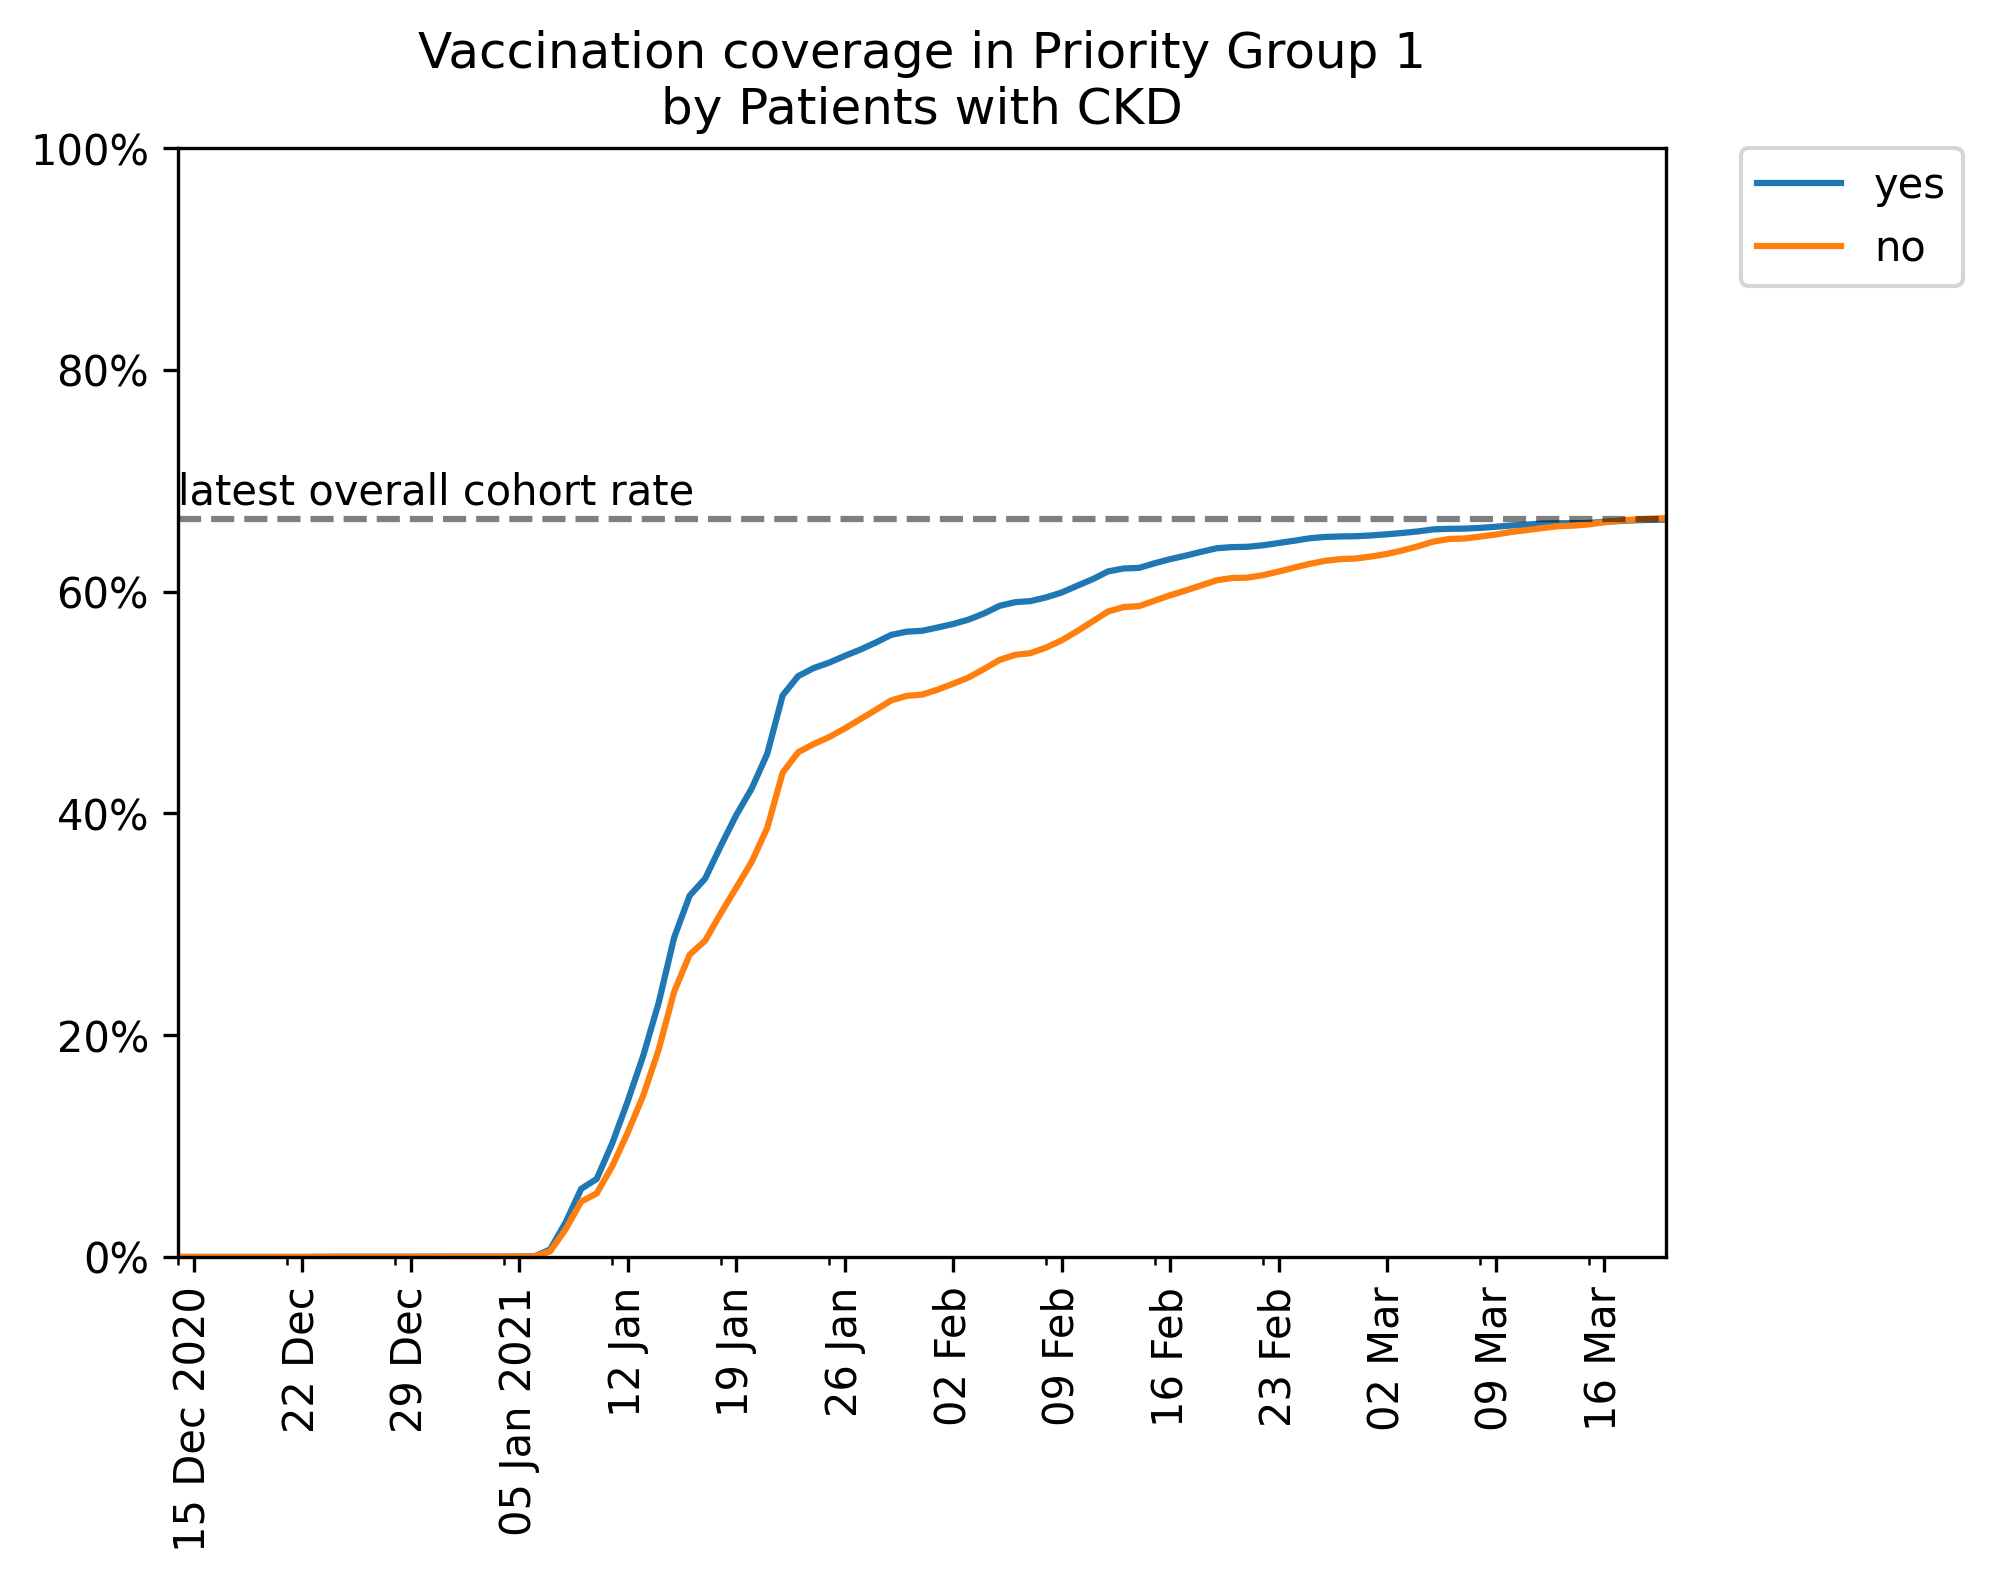 Vaccination coverage in Priority Group 1
by Patients with CKD
100%
80%
60%
40%
20%
0%
latest overall cohort rate
yes
no
15 Dec 2020
22 Dec
29 Dec
05 Jan 2021
12 Jan
19 Jan
26 Jan
02 Feb
09 Feb
16 Feb
23 Feb
02 Mar
09 Mar
16 Mar